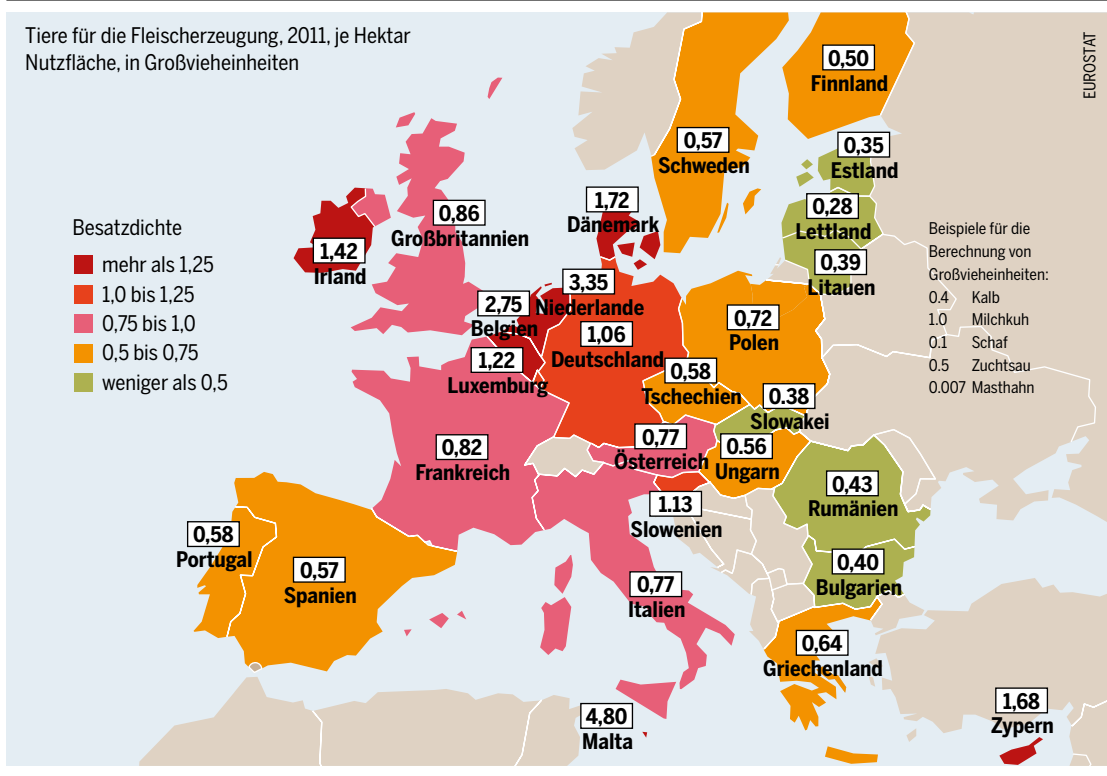 Tiere für die Fleischerzeugung, 2011, je Hektar
Nutzfläche, in Großvieheinheiten
EUROSTAT
0,50
Finnland
0,57
Schweden
0,35
Estland
0,28
Lettland
0,39
Litauen
1,72
Dänemark
0,86
Großbritannien
1,42
Irland
Besatzdichte
mehr als 1,25
1,0 bis 1,25
0,75 bis 1,0
0,5 bis 0,75
weniger als 0,5
Beispiele für die
Berechnung von
Großvieheinheiten:
0.4 Kalb
1.0 Milchkuh
0.1 Schaf
0.5 Zuchtsau
0.007 Masthahn
3,35
Niederlande
2,75
Belgien
1,06
Deutschland
1,22
Luxemburg
0,72
Polen
0,58
Tschechien
0.38
Slowakei
0,77
Österreich
0.56
Ungarn
0,82
Frankreich
1.13
Slowenien
0,43
Rumänien
0,40
Bulgarien
0,58
Portugal
0,57
Spanien
0,77
Italien
0,64
Griechenland
4,80
Malta
1,68
Zypern